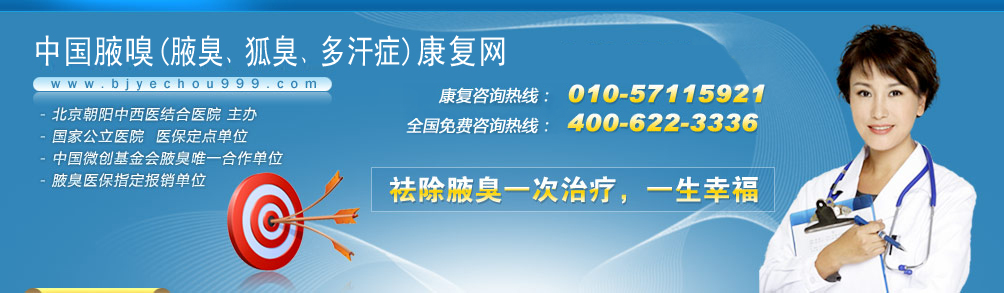 中国腋嗅(腋臭、狐臭、多汗症)康复网
www.bjyechou999.com
- 北京朝阳中西医结合医院 主办
- 国家公立医院 医保定点单位
- 中国微创基金会腋臭唯一合作单位
- 腋臭医保指定报销单位
康复咨询热线： 010-57115921
全国免费咨询热线： 400-622-3336
祛除腋臭一次治疗，一生幸福